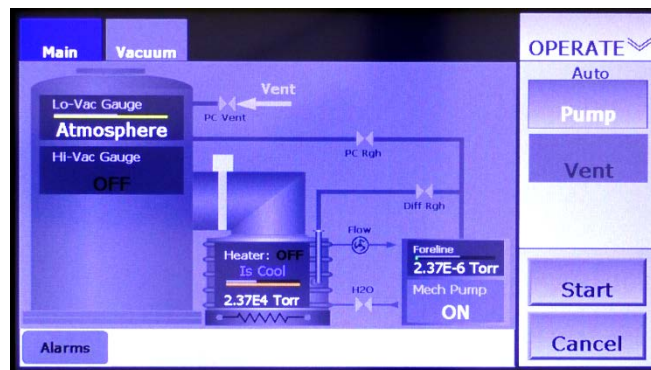 Main
Vacuum
OPERATE
Auto
Pump
Vent
Start
Cancel
Lo-Vac Gauge
Atmosphere
Hi-Vac Gauge
OFF
Vent
PC Vent
PC Rgh
Diff Rgh
Flow
Heater: OFF
Is Cool
2.37E4 Torr
H2O
Foreline
2.37E-6 Torr
Mech Pump
ON
Alarms